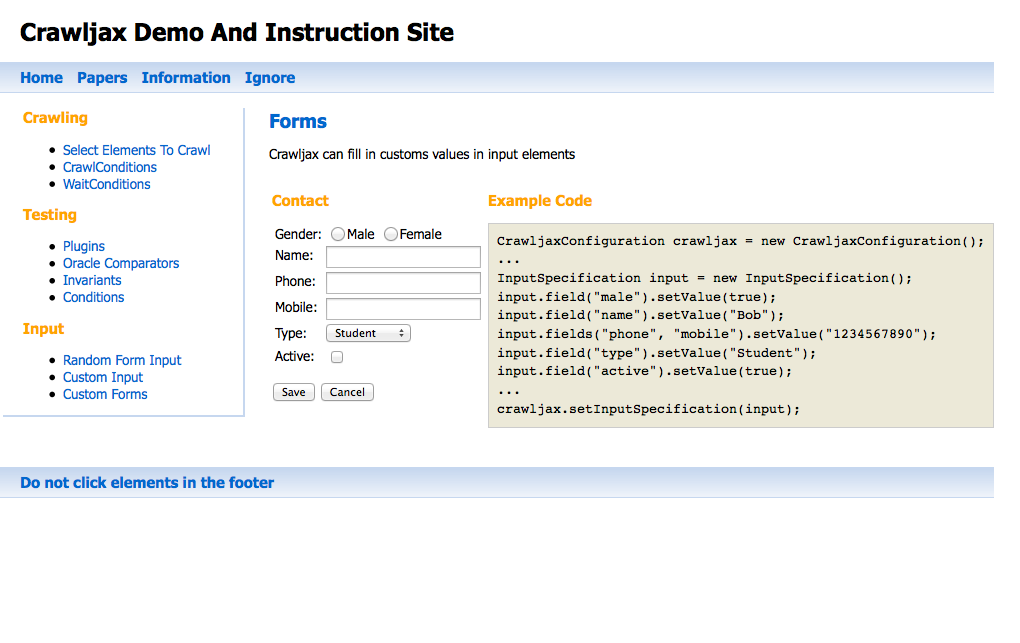 Crawljax Demo And Instruction Site
Home Papers Information Ignore
Crawling
Select Elements To Crawl
CrawlConditions
WaitConditions
Testing
Plugins
Oracle Comparators
Invariants
Conditions
Input
Random Form Input
Custom Input
Custom Forms
Forms
Crawljax can fill in customs values in input elements
Contact
Gender: Male Female
Name:
Phone:
Mobile:
Type: Student
Active:
Save Cancel
Example Code
CrawljaxConfiguration crawljax = new CrawljaxConfiguration();
...
InputSpecification input = new InputSpecification();
input.field("male").setValue(true);
input.field("name").setValue("Bob");
input.fields("phone", "mobile").setValue("1234567890");
input.field("type").setValue("Student");
input.field("active").setValue(true);
...
crawljax.setInputSpecification(input);
Do not click elements in the footer